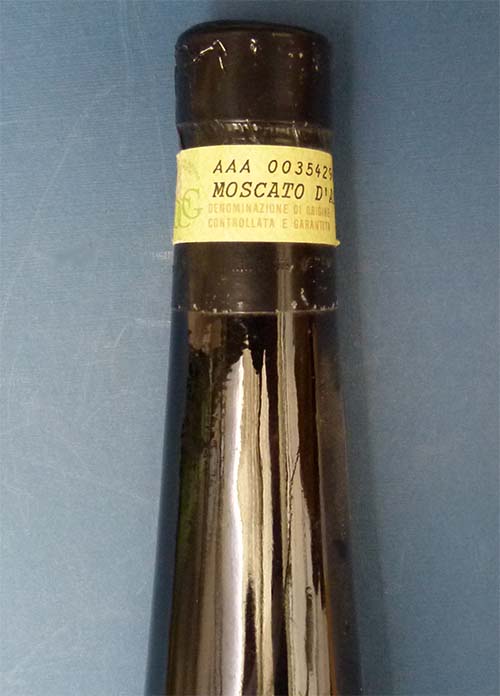 AAA 0035429
MOSCATO D'A
DENOMINAZIONE DI ORIGINE
CONTROLLATA E GARANTITA
G